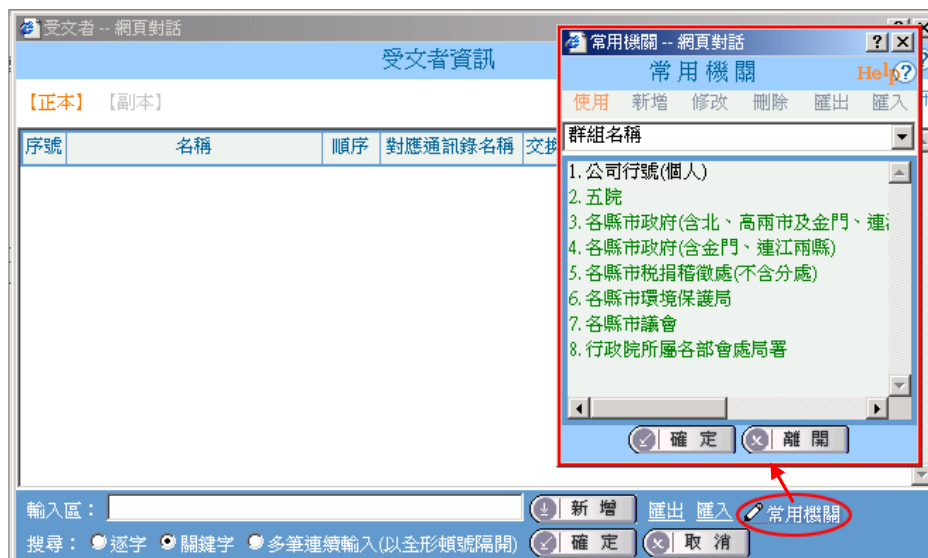 受文者 -- 網頁對話
受文者資訊
【正本】 【副本】
序號 名稱 順序 對應通訊錄名稱
常用機關 -- 網頁對話
常用機關 Help?
使用 新增 修改 刪除 匯出 匯入
群組名稱
1. 公司行號(個人)
2. 五院
3. 各縣市政府(含北、高兩市及金門、連
4. 各縣市政府(含金門、連江兩縣)
5. 各縣市稅捐稽徵處(不含分處)
6. 各縣市環境保護局
7. 各縣市議會
8. 行政院所屬各部會處局署
確定 離開
輸入區： 新增 匯出 匯入 常用機關
搜尋： 逐字 關鍵字 多筆連續輸入(以全形頓號隔開) 確定 取消